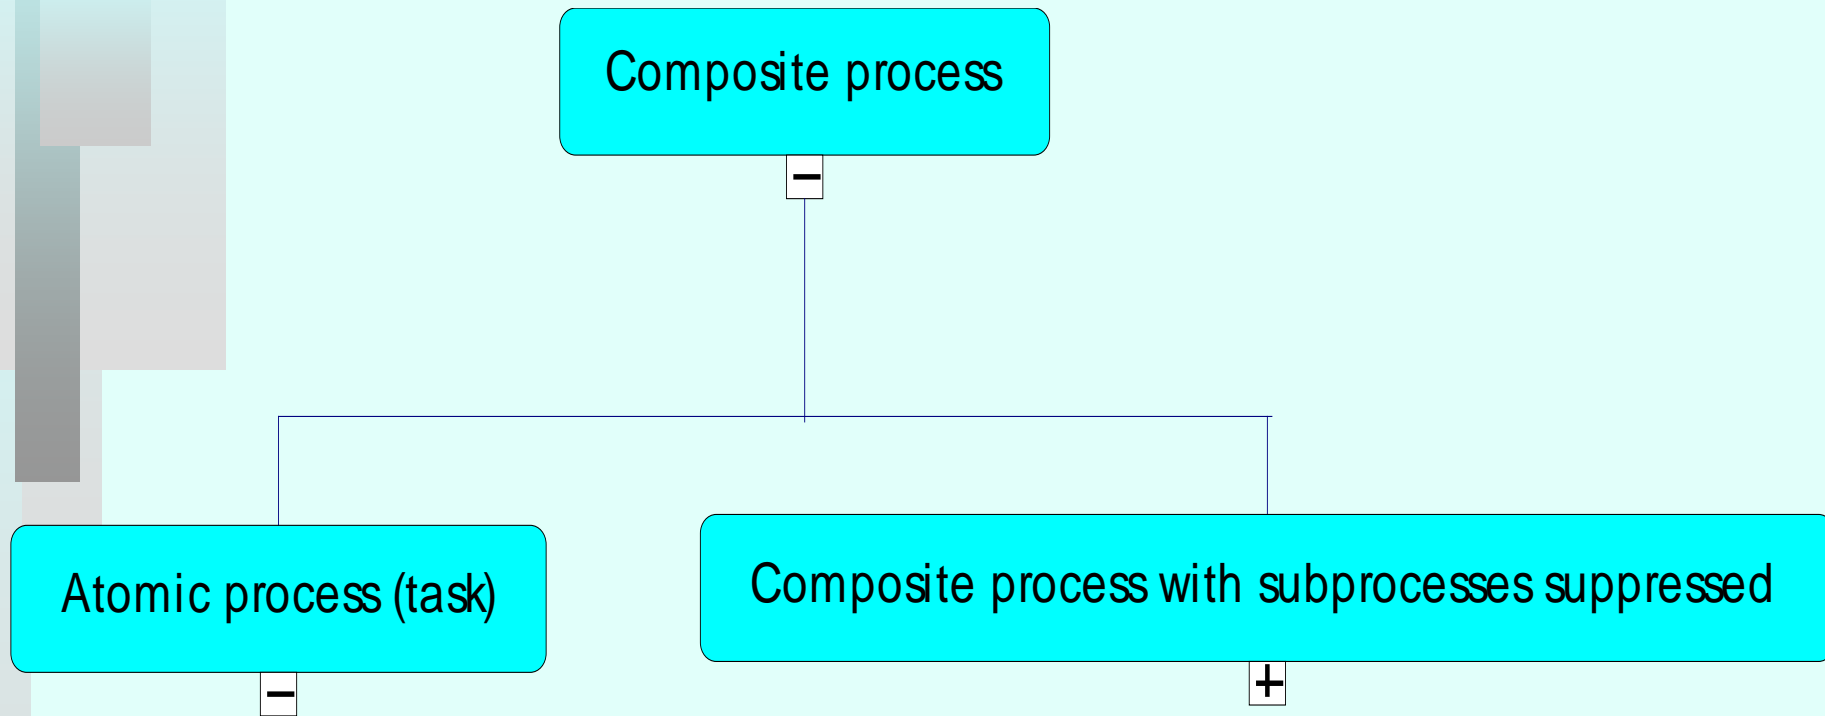 Composite process
−
Atomic process (task)
Composite process with subprocesses suppressed
−
+